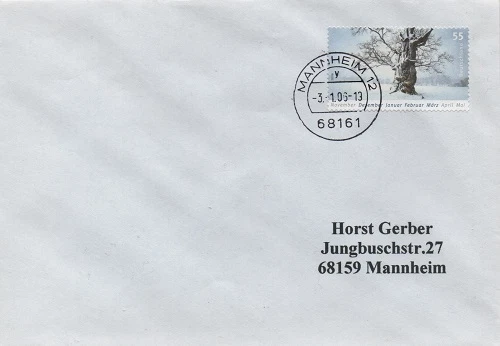 55
MANNHEIM 12
y
-3.-1.06-13
68161
November Dezember Januar Februar März April Mai
Horst Gerber
Jungbuschstr.27
68159 Mannheim